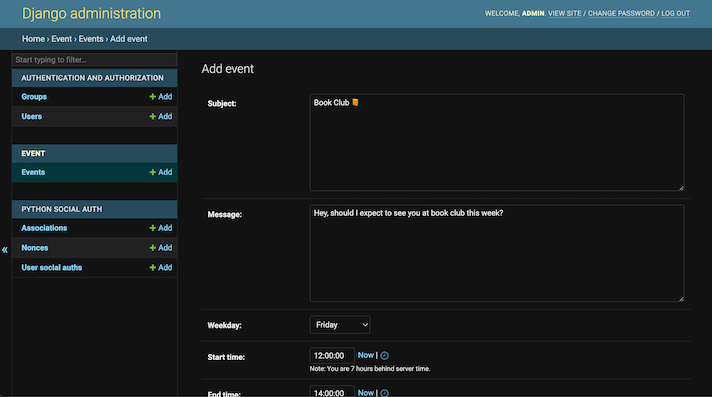 Django administration
WELCOME, ADMIN. VIEW SITE / CHANGE PASSWORD / LOG OUT
Home › Event › Events › Add event
Start typing to filter...
AUTHENTICATION AND AUTHORIZATION
Groups + Add
Users + Add
EVENT
Events + Add
PYTHON SOCIAL AUTH
Associations + Add
Nonces + Add
User social auths + Add
«
Add event
Subject: Book Club 📙
Message: Hey, should I expect to see you at book club this week?
Weekday: Friday
Start time: 12:00:00 Now |
Note: You are 7 hours behind server time.
End time: 14:00:00 Now |